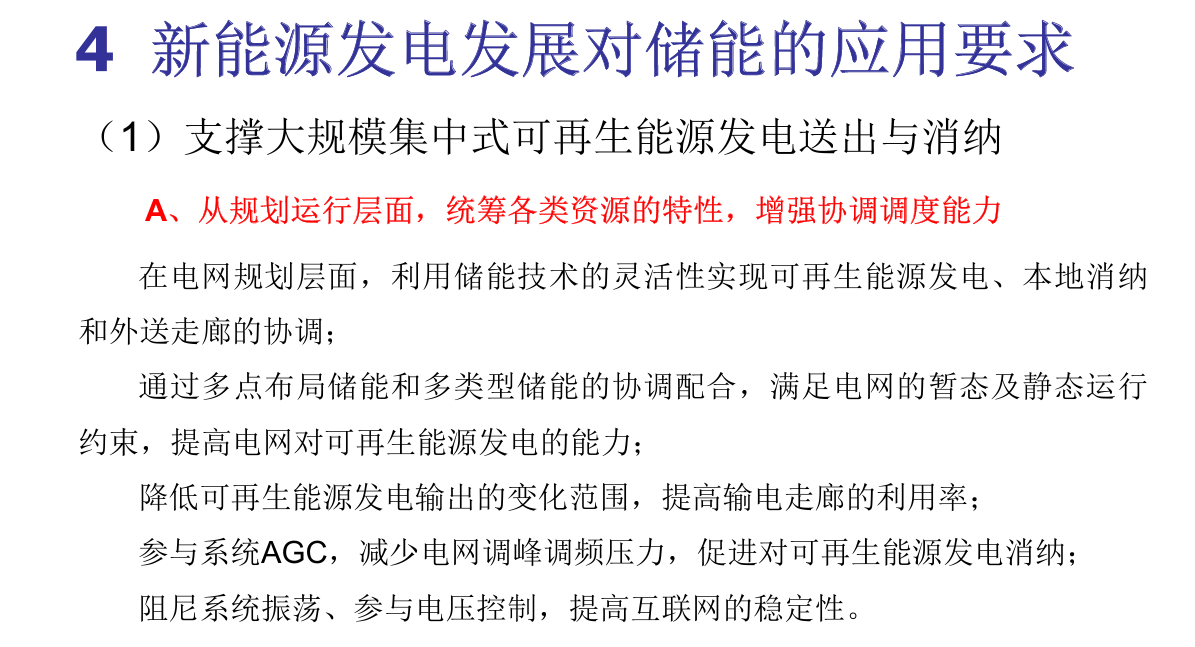 4 新能源发电发展对储能的应用要求
（1）支撑大规模集中式可再生能源发电送出与消纳
A、从规划运行层面，统筹各类资源的特性，增强协调调度能力
在电网规划层面，利用储能技术的灵活性实现可再生能源发电、本地消纳
和外送走廊的协调；
通过多点布局储能和多类型储能的协调配合，满足电网的暂态及静态运行
约束，提高电网对可再生能源发电的能力；
降低可再生能源发电输出的变化范围，提高输电走廊的利用率；
参与系统AGC，减少电网调峰调频压力，促进对可再生能源发电消纳；
阻尼系统振荡、参与电压控制，提高互联网的稳定性。